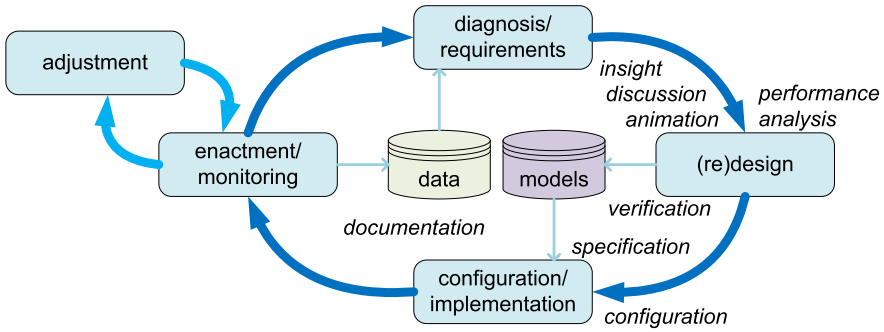 diagnosis/
requirements
adjustment
insight
discussion
animation
performance
analysis
enactment/
monitoring
data
models
(re)design
documentation
verification
specification
configuration/
implementation
configuration